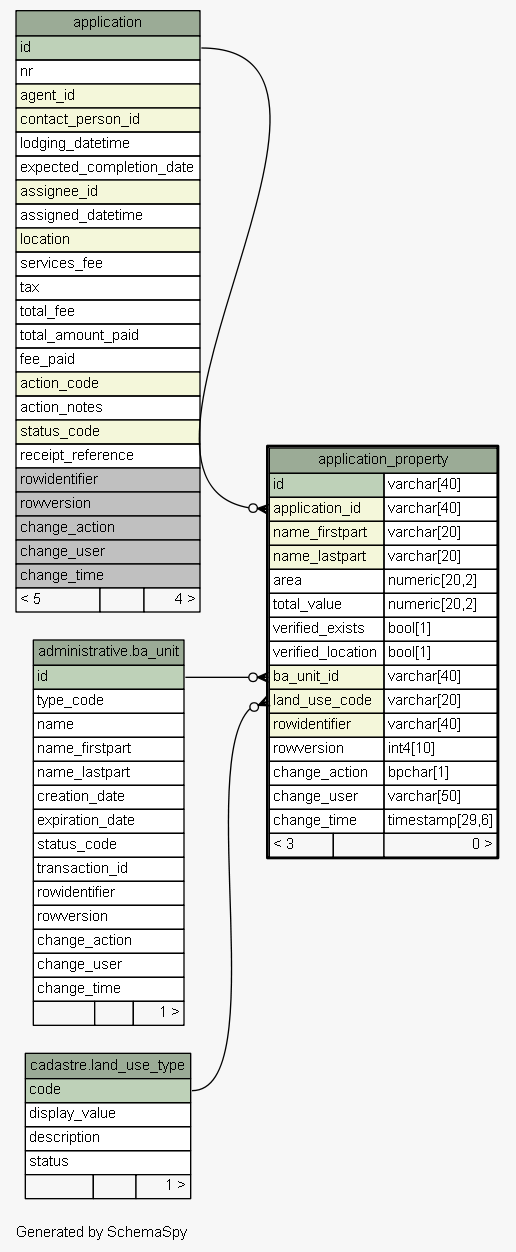 application
id
nr
agent_id
contact_person_id
lodging_datetime
expected_completion_date
assignee_id
assigned_datetime
location
services_fee
tax
total_fee
total_amount_paid
fee_paid
action_code
action_notes
status_code
receipt_reference
rowidentifier
rowversion
change_action
change_user
change_time
< 5 4 >
application_property
id varchar[40]
application_id varchar[40]
name_firstpart varchar[20]
name_lastpart varchar[20]
area numeric[20,2]
total_value numeric[20,2]
verified_exists bool[1]
verified_location bool[1]
ba_unit_id varchar[40]
land_use_code varchar[20]
rowidentifier varchar[40]
rowversion int4[10]
change_action bpchar[1]
change_user varchar[50]
change_time timestamp[29,6]
< 3 0 >
administrative.ba_unit
id
type_code
name
name_firstpart
name_lastpart
creation_date
expiration_date
status_code
transaction_id
rowidentifier
rowversion
change_action
change_user
change_time
1 >
cadastre.land_use_type
code
display_value
description
status
1 >
Generated by SchemaSpy